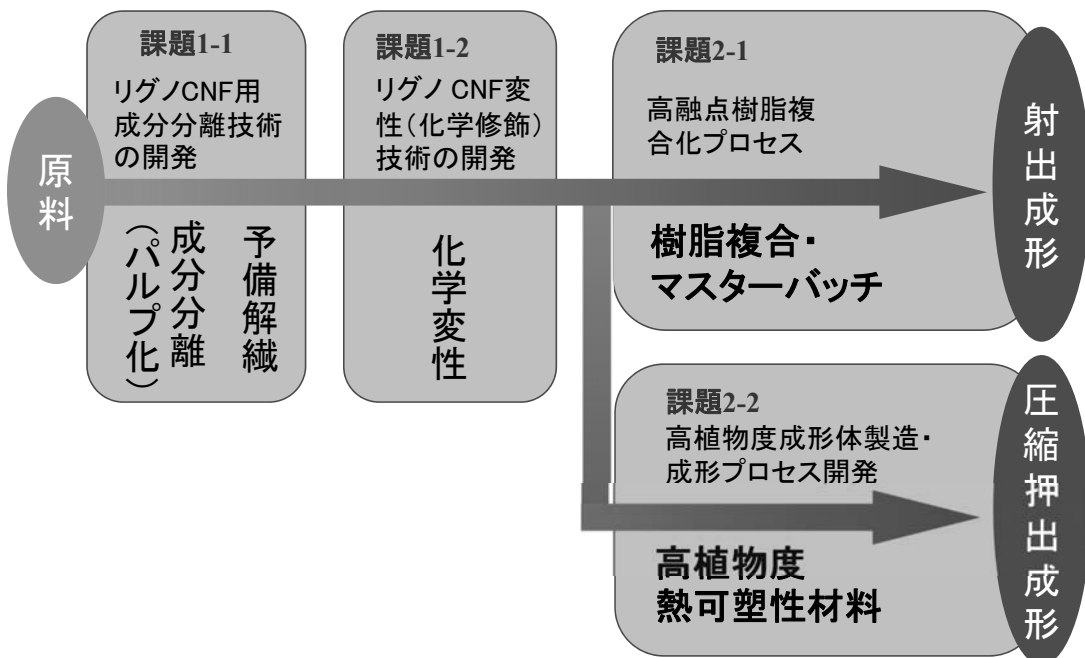 原料
課題1-1
リグノCNF用
成分分離技術
の開発
成分分離
（パルプ化）
予備解繊
課題1-2
リグノ CNF変
性（化学修飾）
技術の開発
化学変性
課題2-1
高融点樹脂複
合化プロセス
樹脂複合・
マスターバッチ
射出成形
課題2-2
高植物度成形体製造・
成形プロセス開発
高植物度
熱可塑性材料
圧縮押出成形